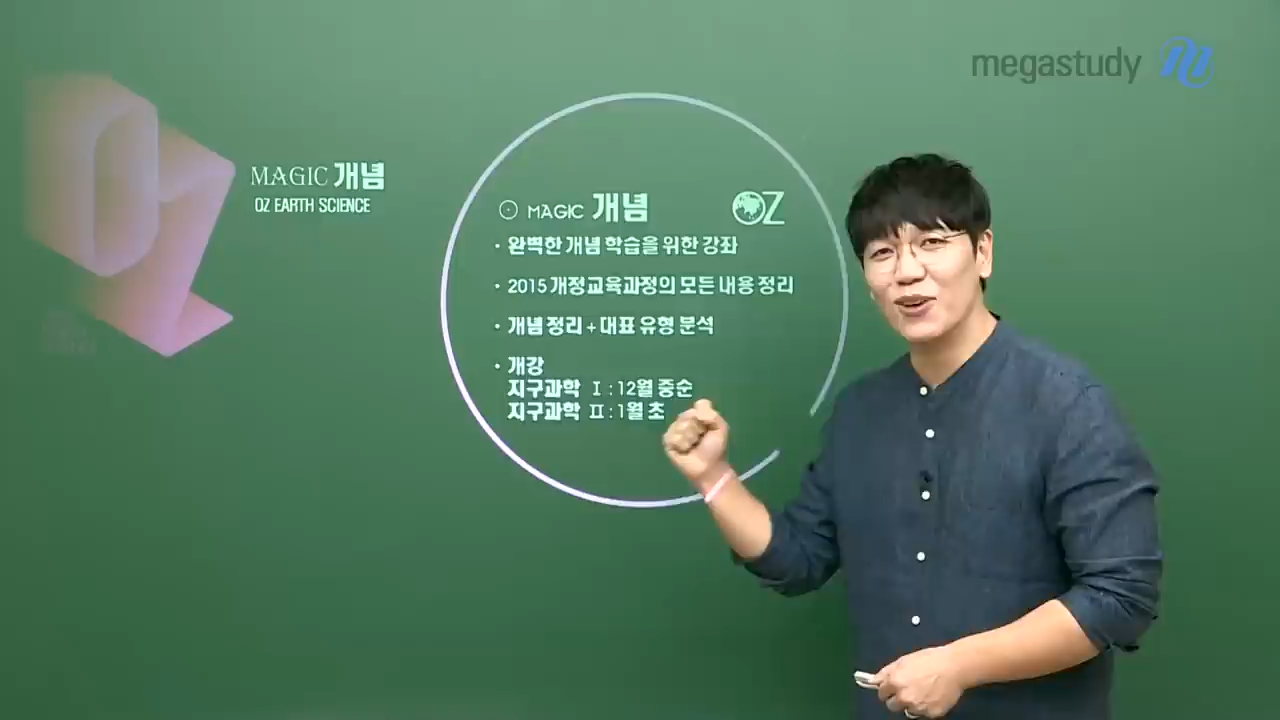 megastudy
MAGIC 개념
OZ EARTH SCIENCE
MAGIC 개념
OZ
• 완벽한 개념 학습을 위한 강좌
• 2015 개정교육과정의 모든 내용 정리
• 개념 정리 + 대표 유형 분석
• 개강
지구과학 Ⅰ : 12월 중순
지구과학 Ⅱ : 1월 초